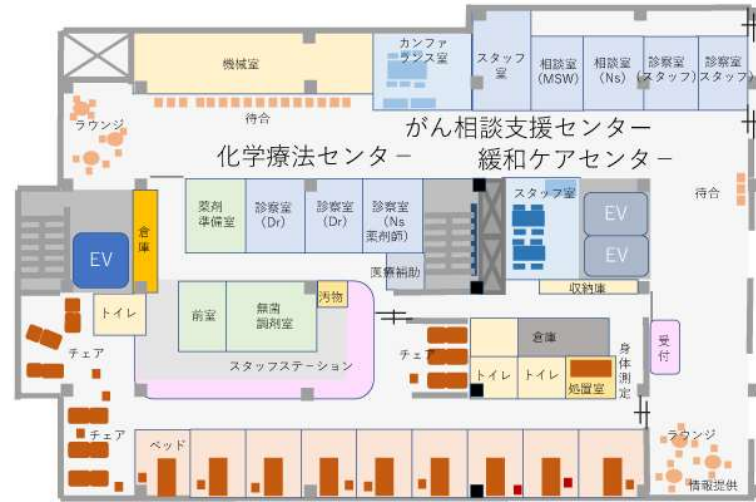 機械室
カンファ
ランス室
スタッフ
室
相談室
(MSW)
相談室
(Ns)
診察室
(スタッフ)
診察室
スタッフ)
ラウンジ
待合
がん相談支援センター
化学療法センター
緩和ケアセンター
薬剤
準備室
診察室
(Dr)
診察室
(Dr)
診察室
(Ns
薬剤師)
スタッフ室
待合
EV
EV
倉
庫
EV
医療補助
収納庫
トイレ
前室
無菌
調剤室
汚物
スタッフステーション
チェア
チェア
倉庫
トイレ
トイレ
処置室
身
体
測
定
受
付
チェア
ベッド
ラウンジ
情報提供